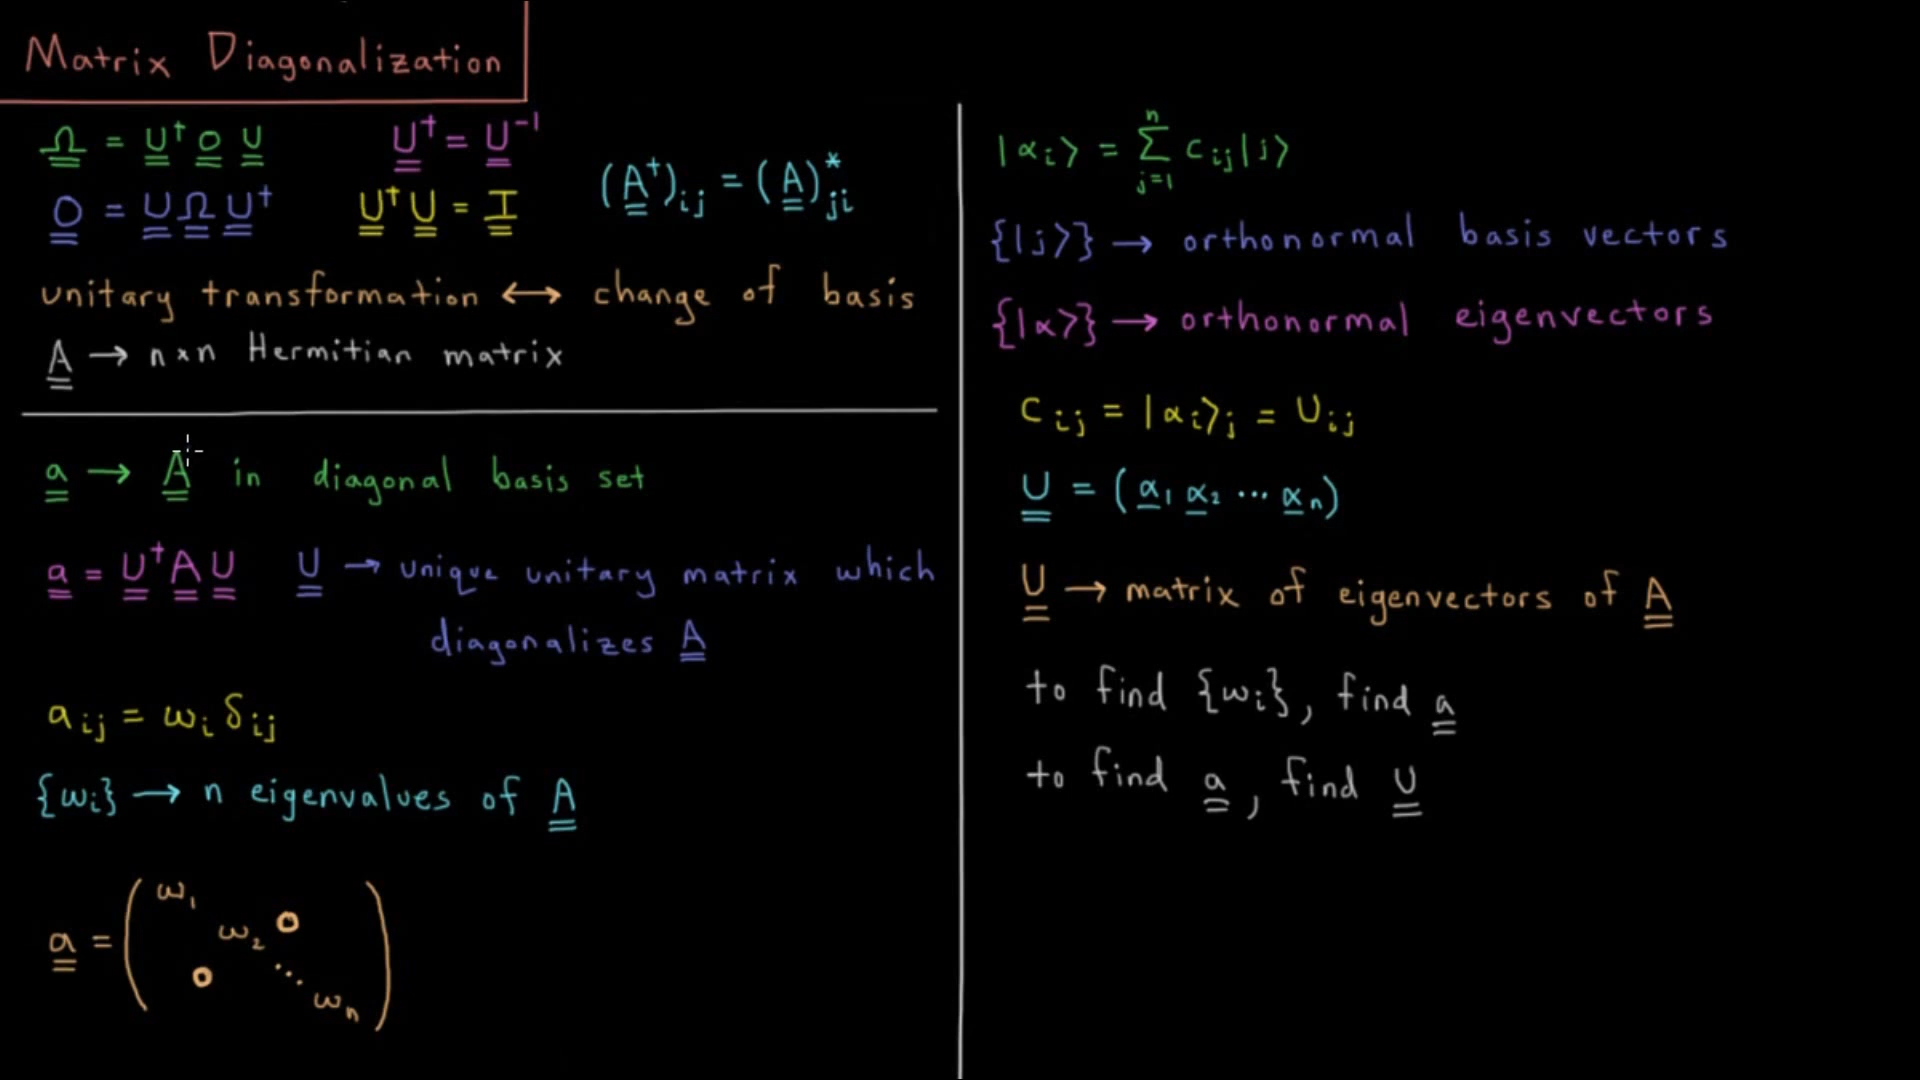 Matrix Diagonalization
Ω = U† O U
U† = U⁻¹
(A†)ij = (A)*ji
O = U Ω U†
U† U = I
unitary transformation ↔ change of basis
A → n×n Hermitian matrix
a → A in diagonal basis set
a = U† A U
U → unique unitary matrix which
diagonalizes A
aij = ωi δij
{ωi} → n eigenvalues of A
a = ( ω1
ω2 0
0 ⋱
ωn )
|αi⟩ = Σ j=1 n cij |j⟩
{|j⟩} → orthonormal basis vectors
{|α⟩} → orthonormal eigenvectors
cij = |αi⟩j = Uij
U = (α1 α2 ⋯ αn)
U → matrix of eigenvectors of A
to find {ωi}, find a
to find a, find U